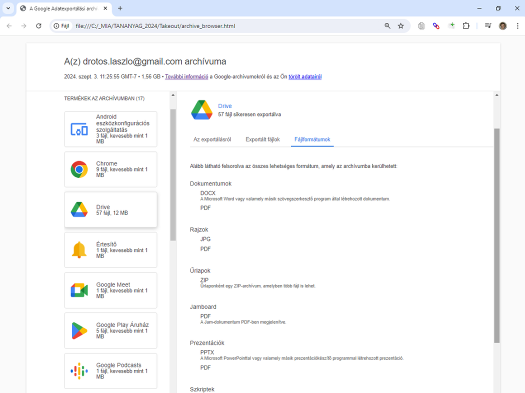 A Google Adatexportálási archív
Fájl file:///C:/_MIA/TANANYAG_2024/Takeout/archive_browser.html
A(z) drotos.laszlo@gmail.com archívuma
2024. szept. 3. 11:25:55 GMT-7 • 1,56 GB • További információ a Google-archívumokról és az Ön törölt adatairól
TERMÉKEK AZ ARCHÍVUMBAN (17)
Android
eszközkonfigurációs
szolgáltatás
3 fájl, kevesebb mint 1
MB
Chrome
9 fájl, kevesebb mint 1
MB
Drive
57 fájl, 12 MB
Értesítő
1 fájl, kevesebb mint 1
MB
Google Meet
1 fájl, kevesebb mint 1
MB
Google Play Áruház
5 fájl, kevesebb mint 1
MB
Google Podcasts
1 fájl, kevesebb mint 1
MB
Drive
57 fájl sikeresen exportálva
Az exportálásról Exportált fájlok Fájlformátumok
Alább látható felsorolva az összes lehetséges formátum, amely az archívumba kerülhetett:
Dokumentumok
DOCX
A Microsoft Word vagy valamely másik szövegszerkesztő program által létrehozott dokumentum.
PDF
Rajzok
JPG
PDF
Űrlapok
ZIP
Űrlaponként egy ZIP-archívum, amelyben több fájl is lehet.
Jamboard
PDF
A Jam-dokumentum PDF-ben megjelenítve.
Prezentációk
PPTX
A Microsoft PowerPointtal vagy valamely másik prezentációkészítő programmal létrehozott prezentáció.
PDF
Szkriptek